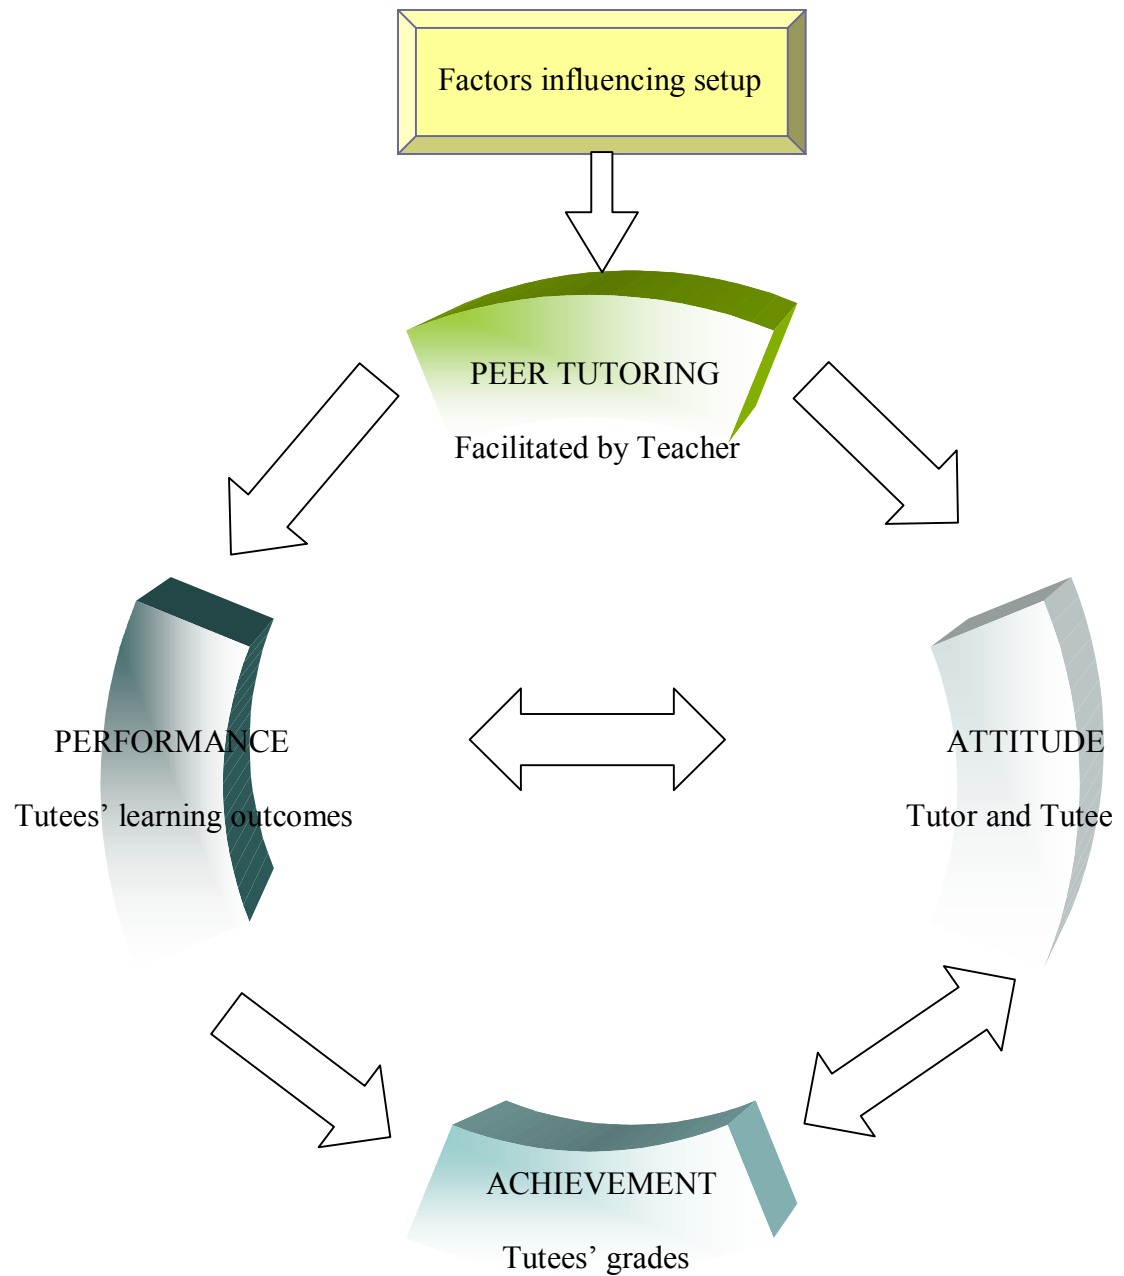 Factors influencing setup
PEER TUTORING
Facilitated by Teacher
PERFORMANCE
Tutees’ learning outcomes
ATTITUDE
Tutor and Tutee
ACHIEVEMENT
Tutees’ grades